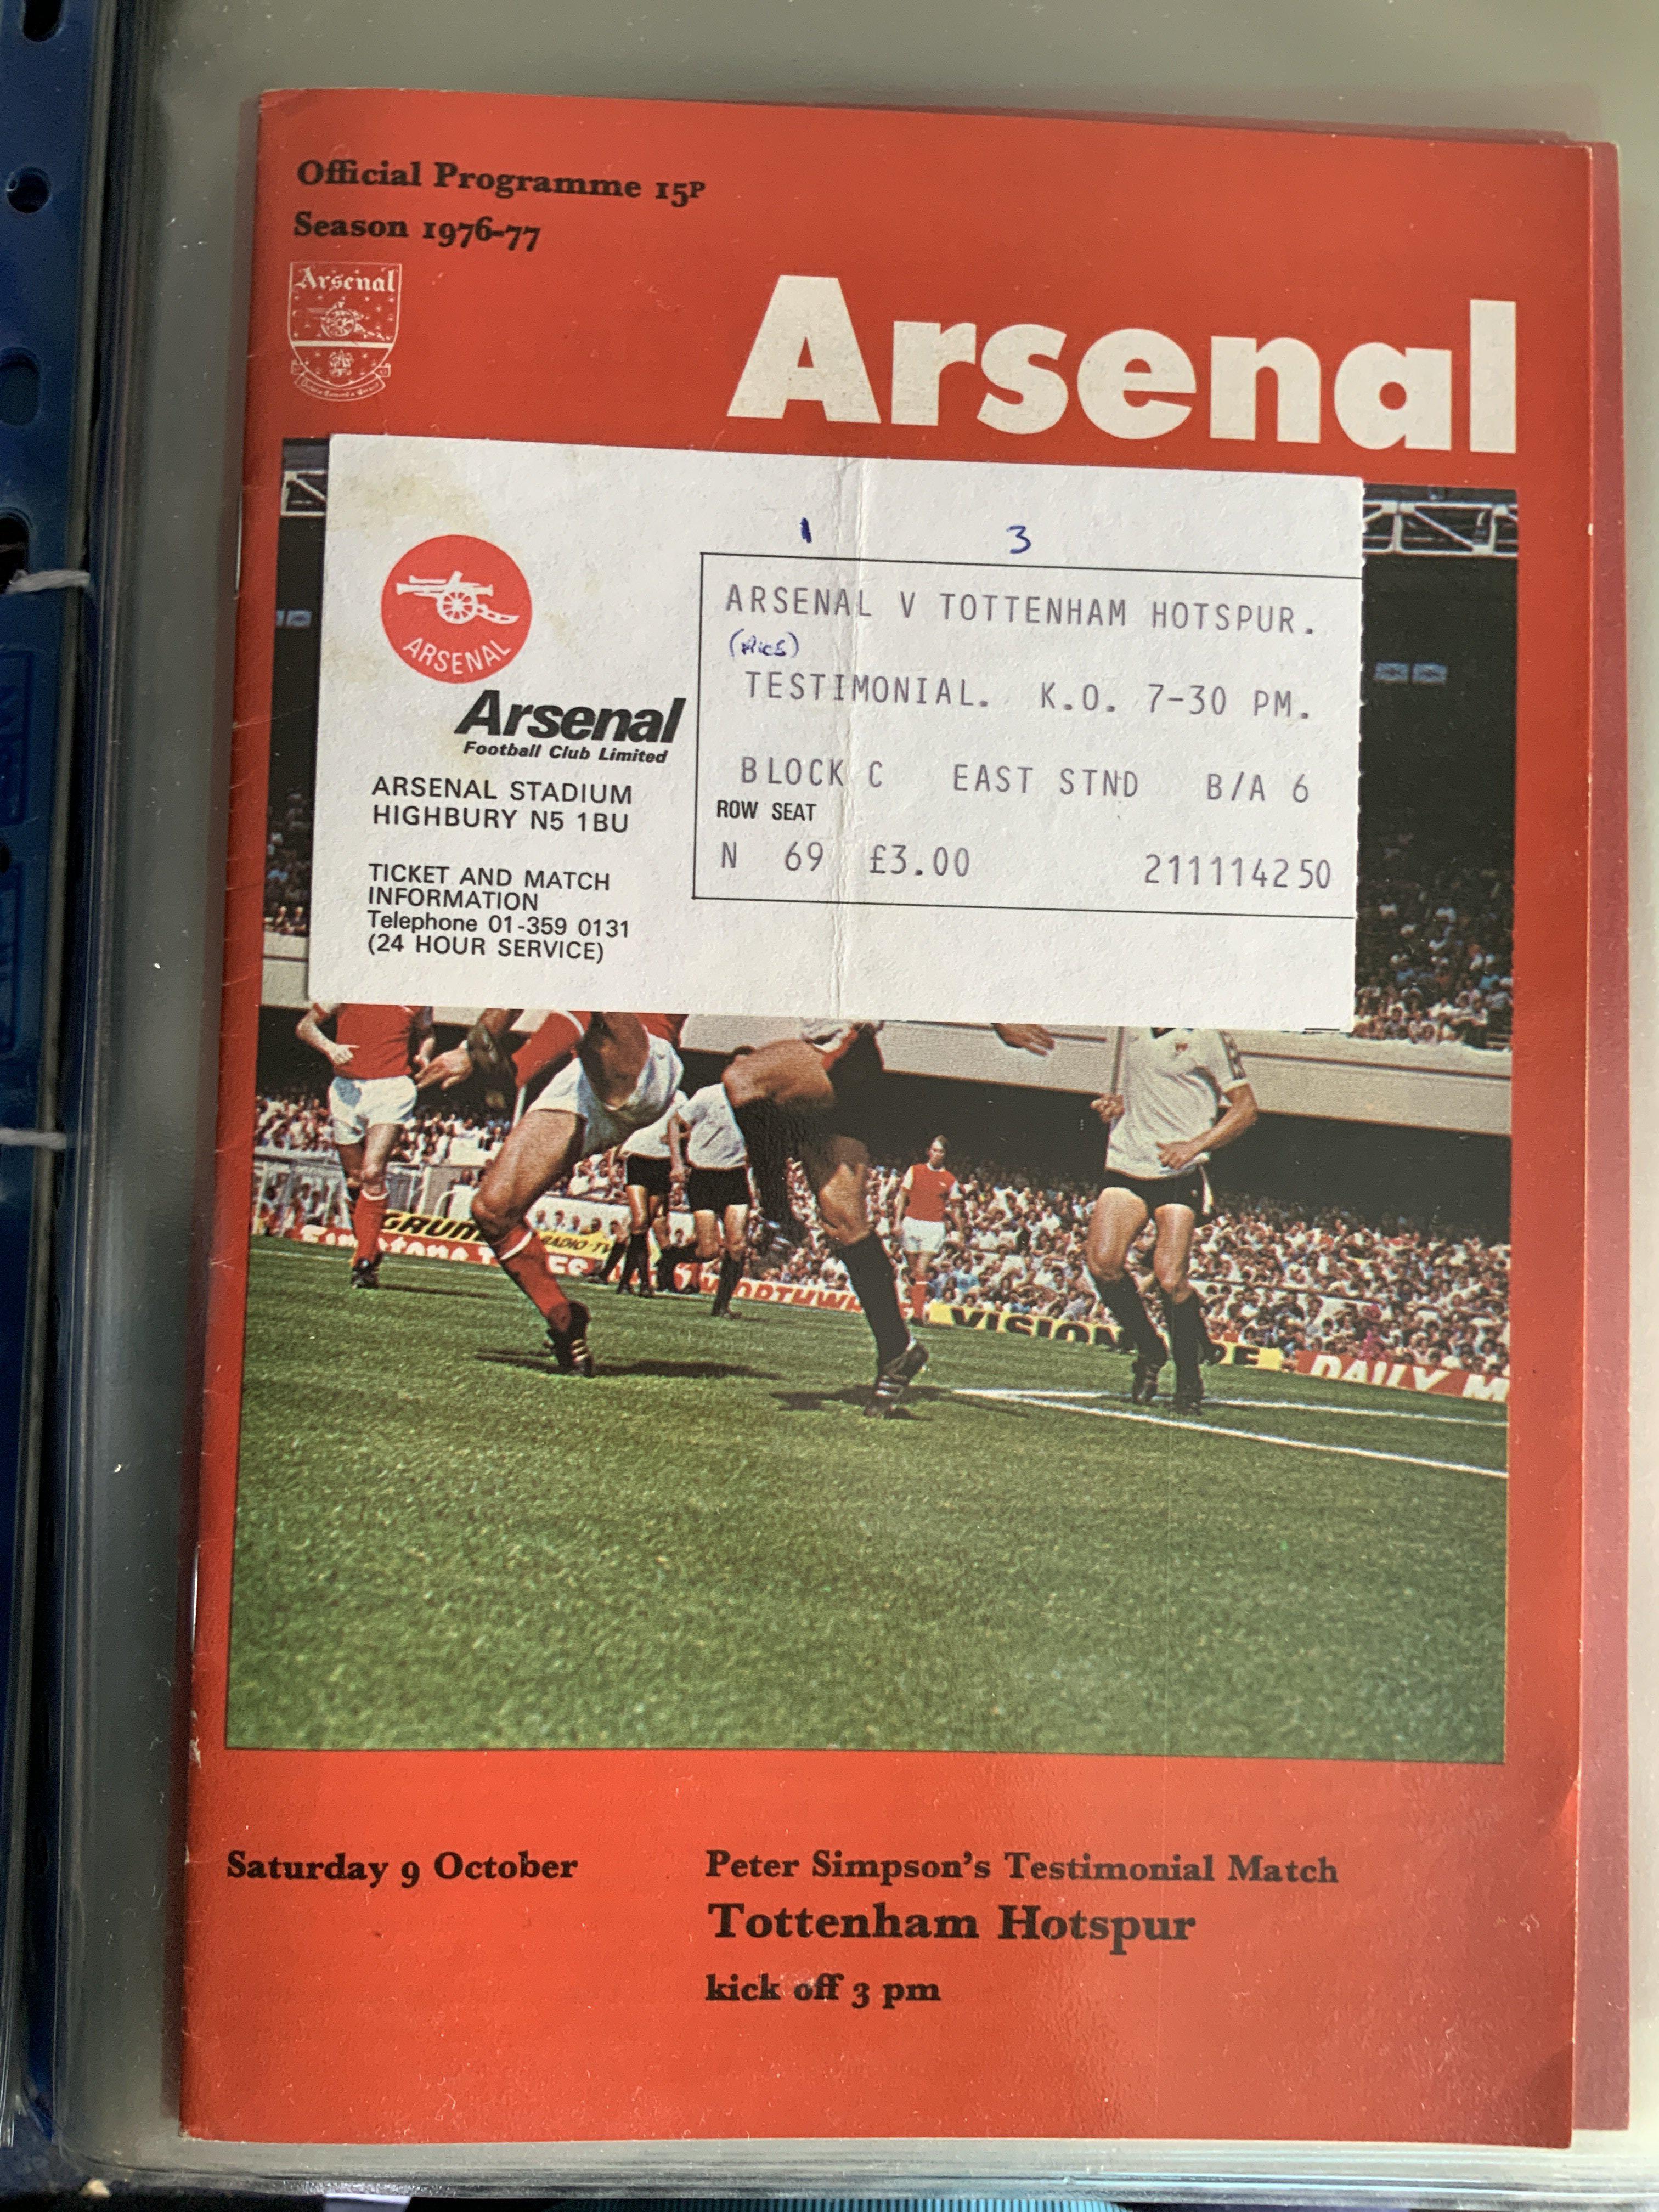 Official Programme 15P
Season 1976-77
Arsenal
Arsenal
1 3
ARSENAL
Arsenal
Football Club Limited
ARSENAL STADIUM
HIGHBURY N5 1BU
TICKET AND MATCH
INFORMATION
Telephone 01-359 0131
(24 HOUR SERVICE)
ARSENAL V TOTTENHAM HOTSPUR.
TESTIMONIAL. K.O. 7-30 PM.
BLOCK C EAST STND B/A 6
ROW SEAT
N 69 £3.00 211114250
Firestone
RADIO-TV
VISION
DAILY M
Saturday 9 October
Peter Simpson's Testimonial Match
Tottenham Hotspur
kick off 3 pm